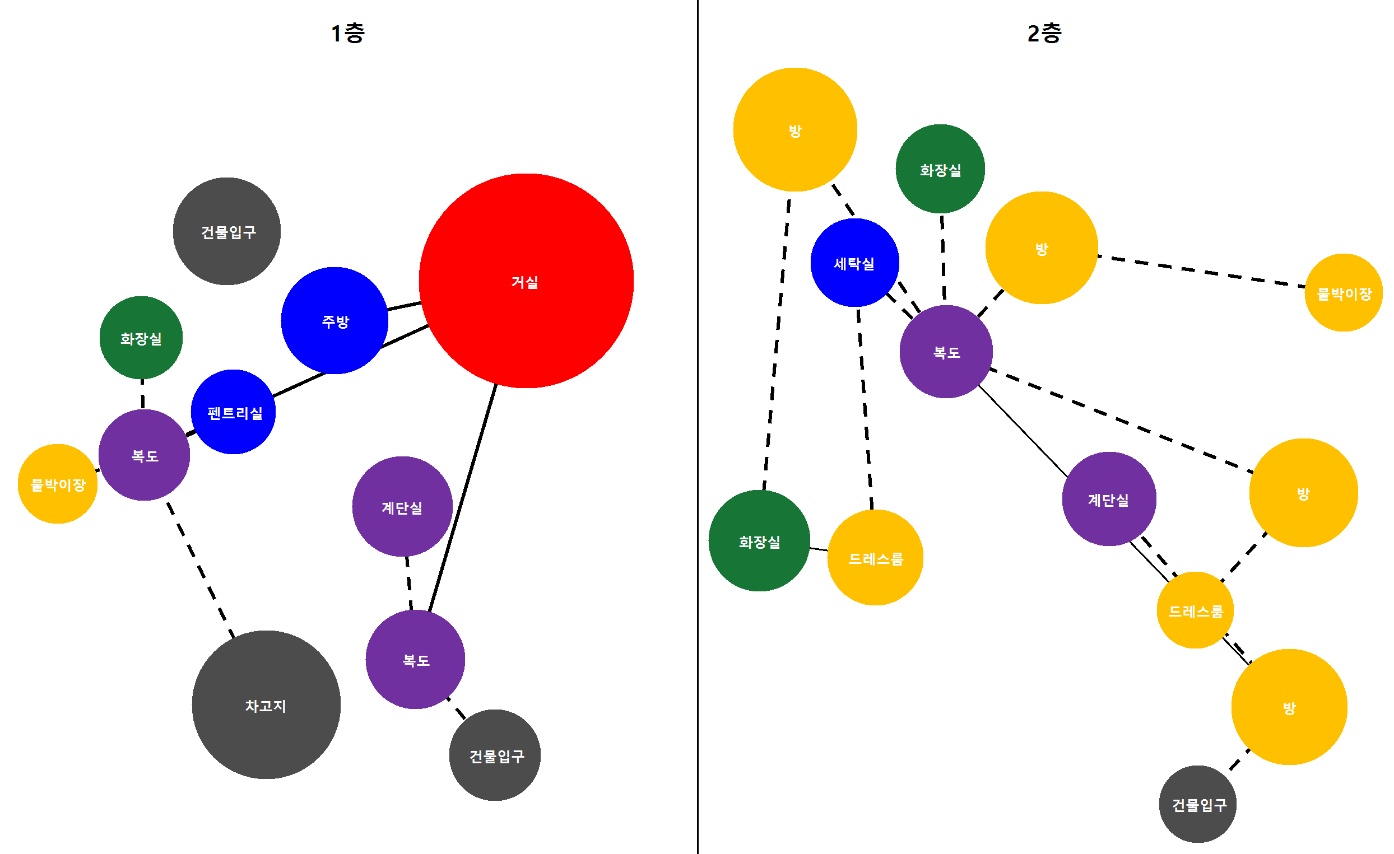 1층
건물입구
거실
주방
화장실
펜트리실
복도
물박이장
계단실
복도
차고지
건물입구
2층
방
화장실
방
세탁실
물박이장
복도
방
계단실
화장실
드레스룸
드레스룸
방
건물입구